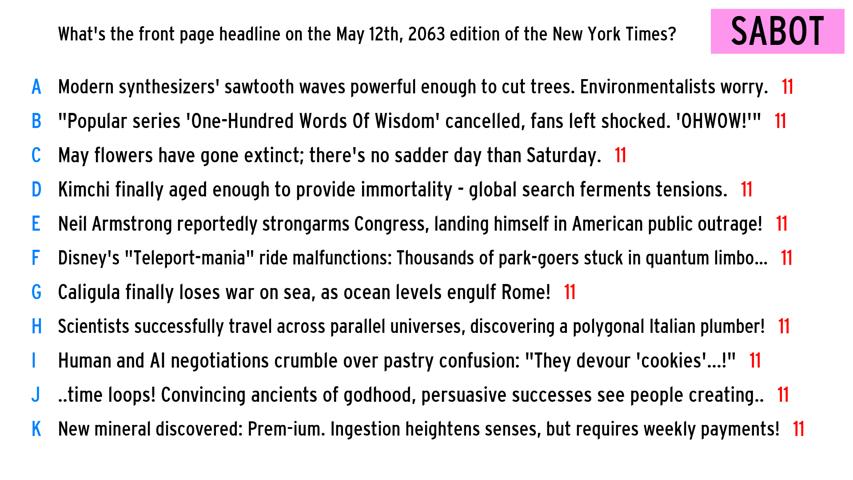 What's the front page headline on the May 12th, 2063 edition of the New York Times?
SABOT
A Modern synthesizers' sawtooth waves powerful enough to cut trees. Environmentalists worry. 11
B "Popular series 'One-Hundred Words Of Wisdom' cancelled, fans left shocked. 'OHWOW!'" 11
C May flowers have gone extinct; there's no sadder day than Saturday. 11
D Kimchi finally aged enough to provide immortality - global search ferments tensions. 11
E Neil Armstrong reportedly strongarms Congress, landing himself in American public outrage! 11
F Disney's "Teleport-mania" ride malfunctions: Thousands of park-goers stuck in quantum limbo... 11
G Caligula finally loses war on sea, as ocean levels engulf Rome! 11
H Scientists successfully travel across parallel universes, discovering a polygonal Italian plumber! 11
I Human and AI negotiations crumble over pastry confusion: "They devour 'cookies'...!" 11
J ..time loops! Convincing ancients of godhood, persuasive successes see people creating.. 11
K New mineral discovered: Prem-ium. Ingestion heightens senses, but requires weekly payments! 11